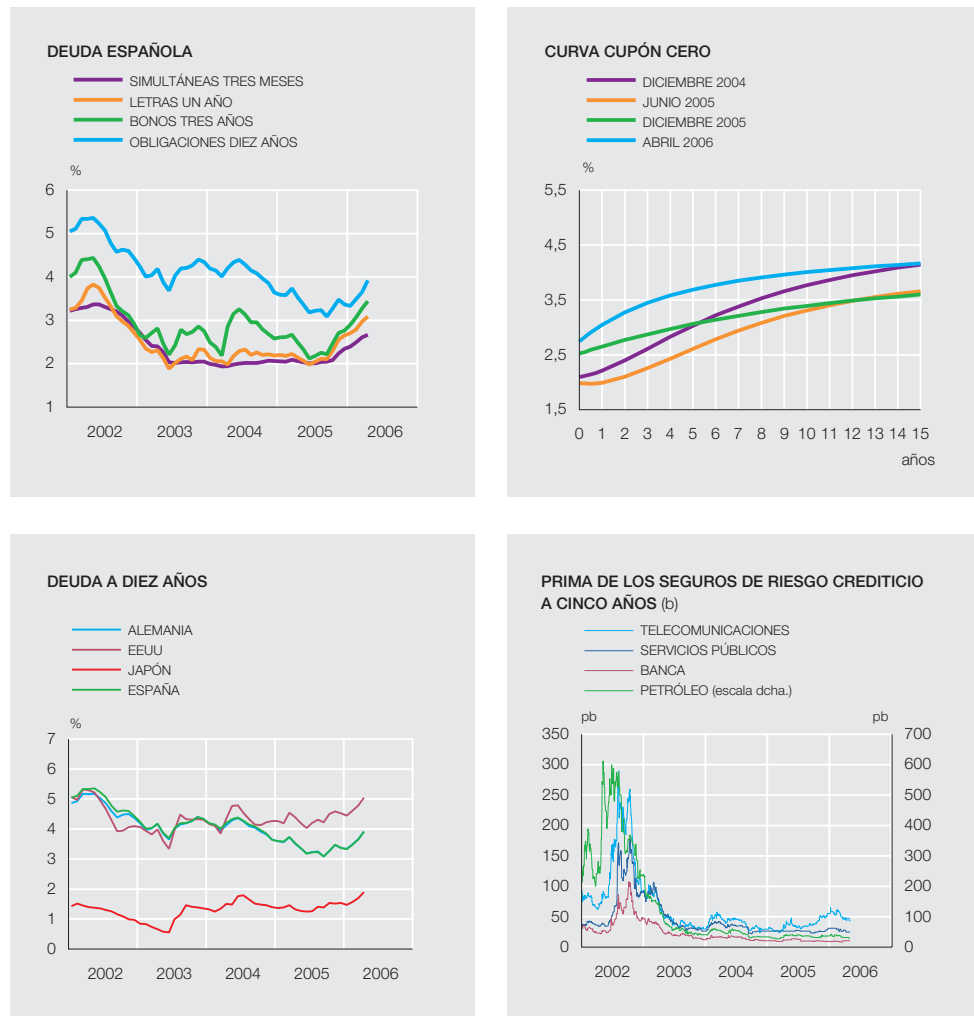 DEUDA ESPAÑOLA
SIMULTÁNEAS TRES MESES
LETRAS UN AÑO
BONOS TRES AÑOS
OBLIGACIONES DIEZ AÑOS
%
6
5
4
3
2
1
2002 2003 2004 2005 2006
CURVA CUPÓN CERO
DICIEMBRE 2004
JUNIO 2005
DICIEMBRE 2005
ABRIL 2006
%
5,5
4,5
3,5
2,5
1,5
0 1 2 3 4 5 6 7 8 9 10 11 12 13 14 15
años
DEUDA A DIEZ AÑOS
ALEMANIA
EEUU
JAPÓN
ESPAÑA
%
7
6
5
4
3
2
1
0
2002 2003 2004 2005 2006
PRIMA DE LOS SEGUROS DE RIESGO CREDITICIO
A CINCO AÑOS (b)
TELECOMUNICACIONES
SERVICIOS PÚBLICOS
BANCA
PETRÓLEO (escala dcha.)
pb pb
350 700
300 600
250 500
200 400
150 300
100 200
50 100
0 0
2002 2003 2004 2005 2006